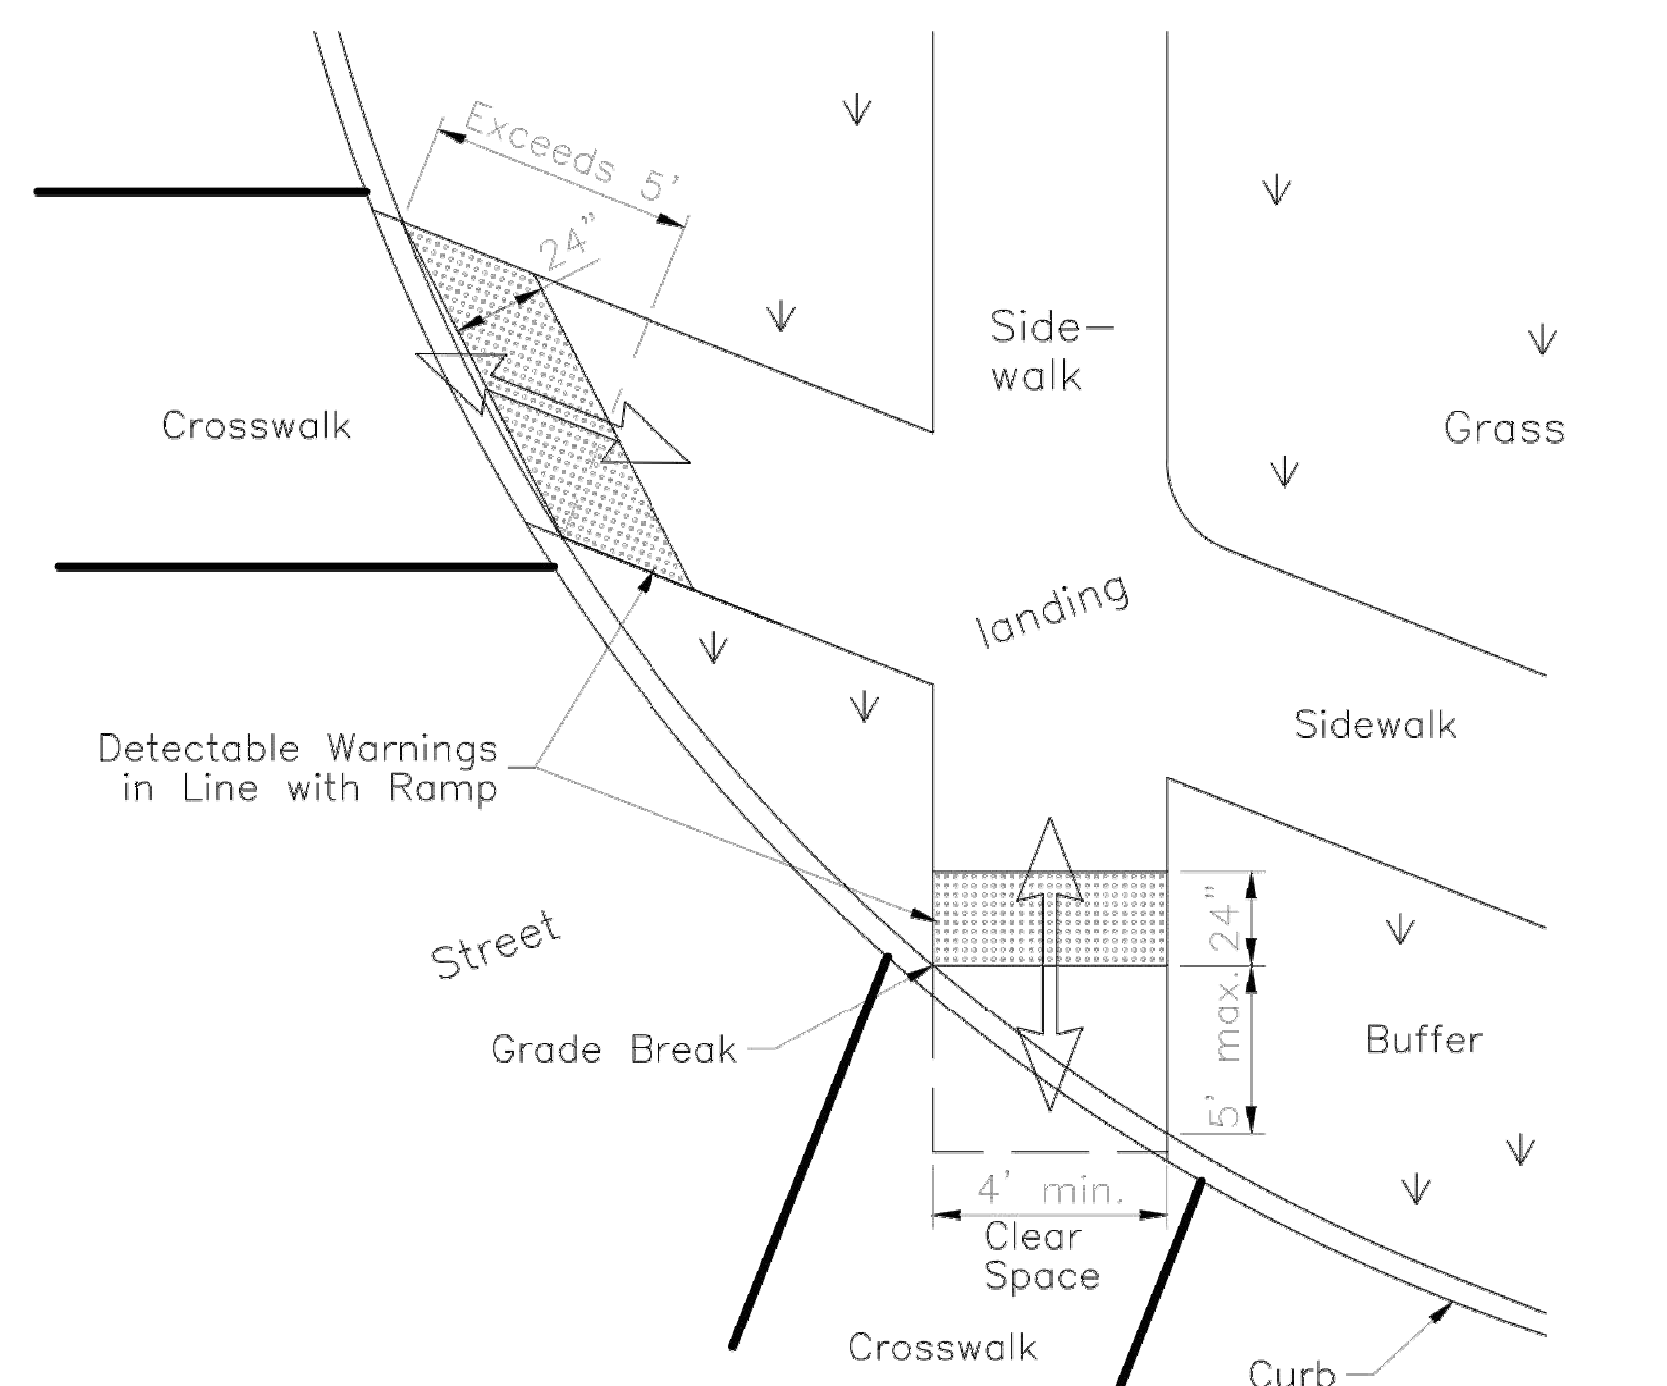 Exceeds 5'
24"
Side-
walk
Crosswalk
Grass
landing
Sidewalk
Detectable Warnings
in Line with Ramp
24"
Street
5' max.
Grade Break
Buffer
4' min.
Clear
Space
Crosswalk
Curb